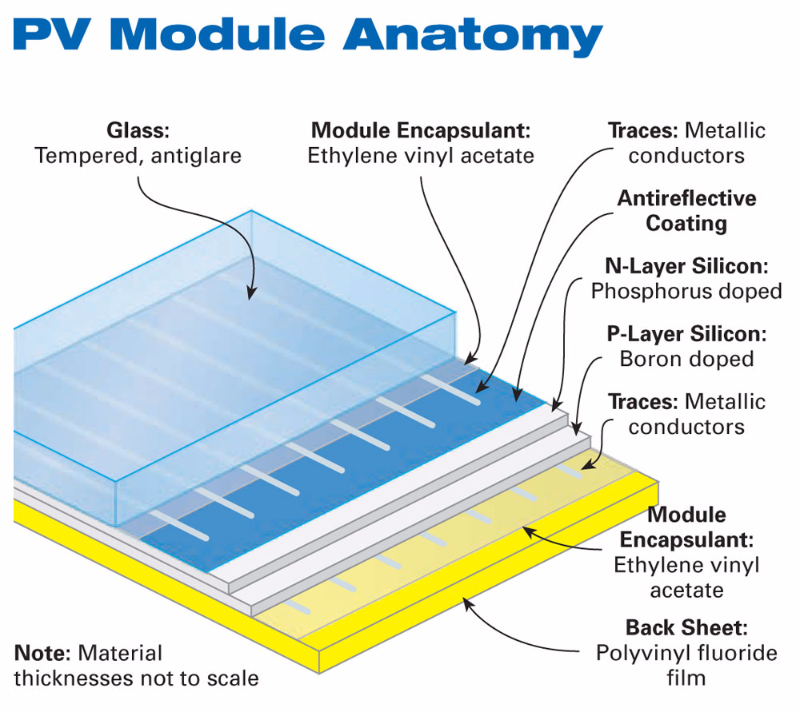 PV Module Anatomy
Glass:
Tempered, antiglare
Module Encapsulant:
Ethylene vinyl acetate
Traces: Metallic
conductors
Antireflective
Coating
N-Layer Silicon:
Phosphorus doped
P-Layer Silicon:
Boron doped
Traces: Metallic
conductors
Module
Encapsulant:
Ethylene vinyl
acetate
Back Sheet:
Polyvinyl fluoride
film
Note: Material
thicknesses not to scale